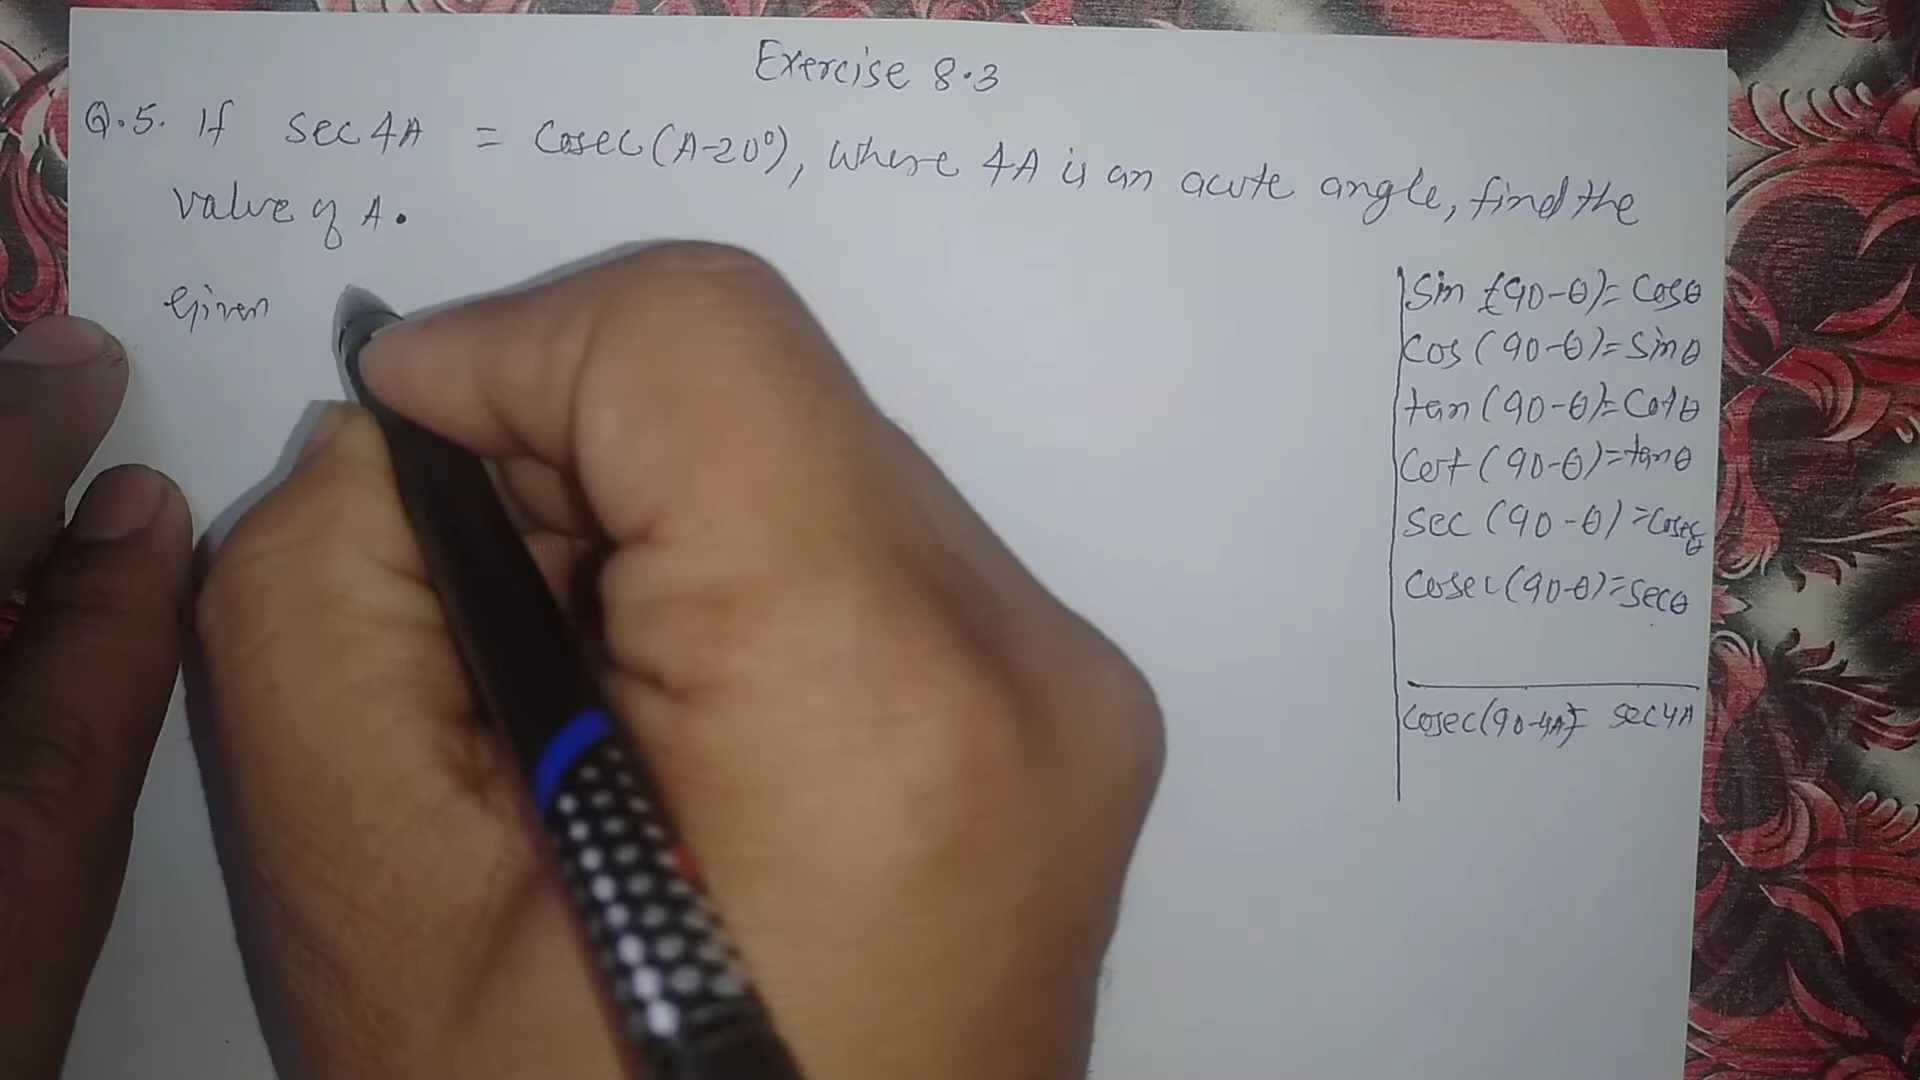 Exercise 8.3
Q.5. If sec 4A = Cosec (A-20°), where 4A is an acute angle, find the
value of A.
Given
Sin (90-θ)= Cosθ
Cos (90-θ)= Sinθ
tan (90-θ)= Cotθ
Cot (90-θ)=tanθ
Sec (90-θ)=Cosecθ
Cosec (90-θ)=Secθ
Cosec(90-4A)= sec4A